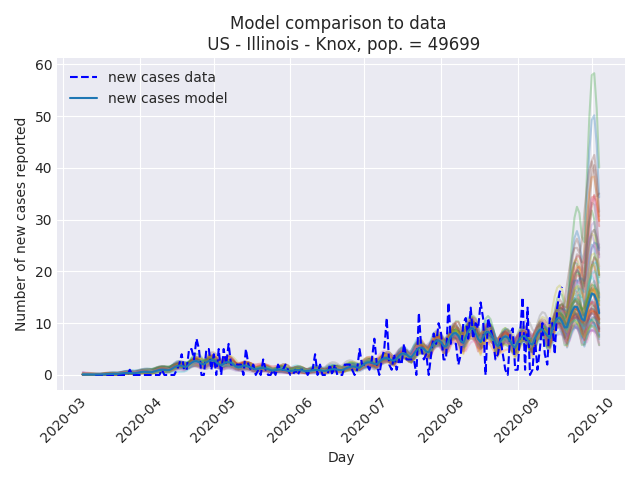 Model comparison to data
US - Illinois - Knox, pop. = 49699
new cases data
new cases model
Number of new cases reported
60
50
40
30
20
10
0
2020-03
2020-04
2020-05
2020-06
2020-07
2020-08
2020-09
2020-10
Day